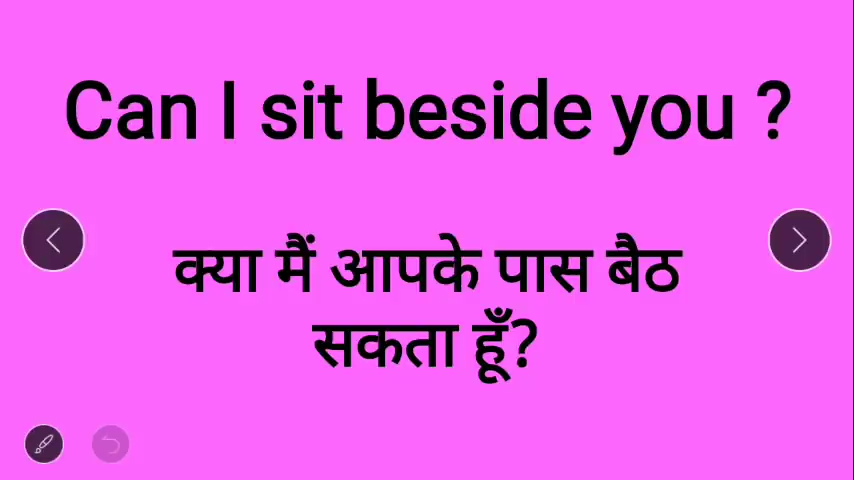 Can I sit beside you ?
क्या मैं आपके पास बैठ
सकता हूँ?